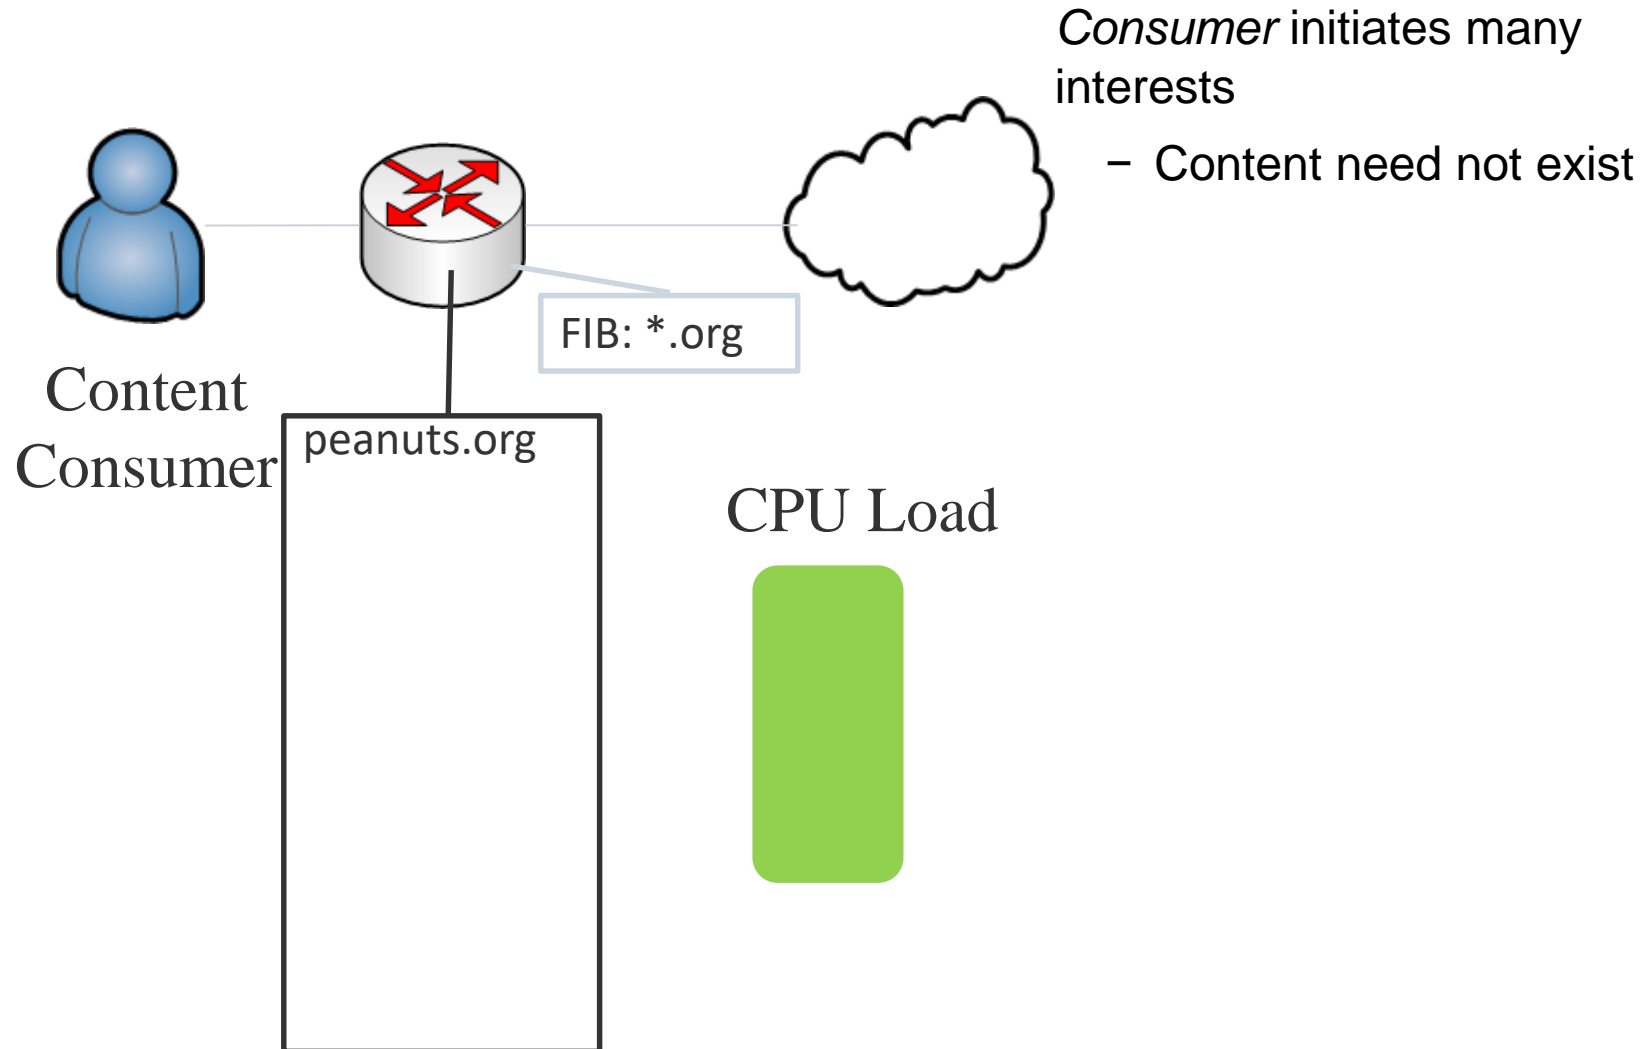 Consumer initiates many
interests
− Content need not exist
FIB: *.org
Content
Consumer
peanuts.org
CPU Load